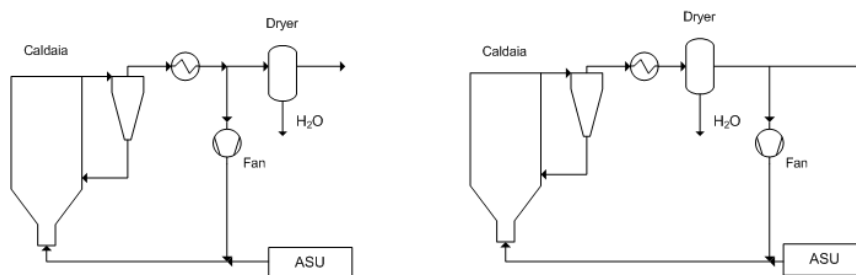 Dryer
Caldaia
H₂O
Fan
ASU
Dryer
Caldaia
H₂O
Fan
ASU